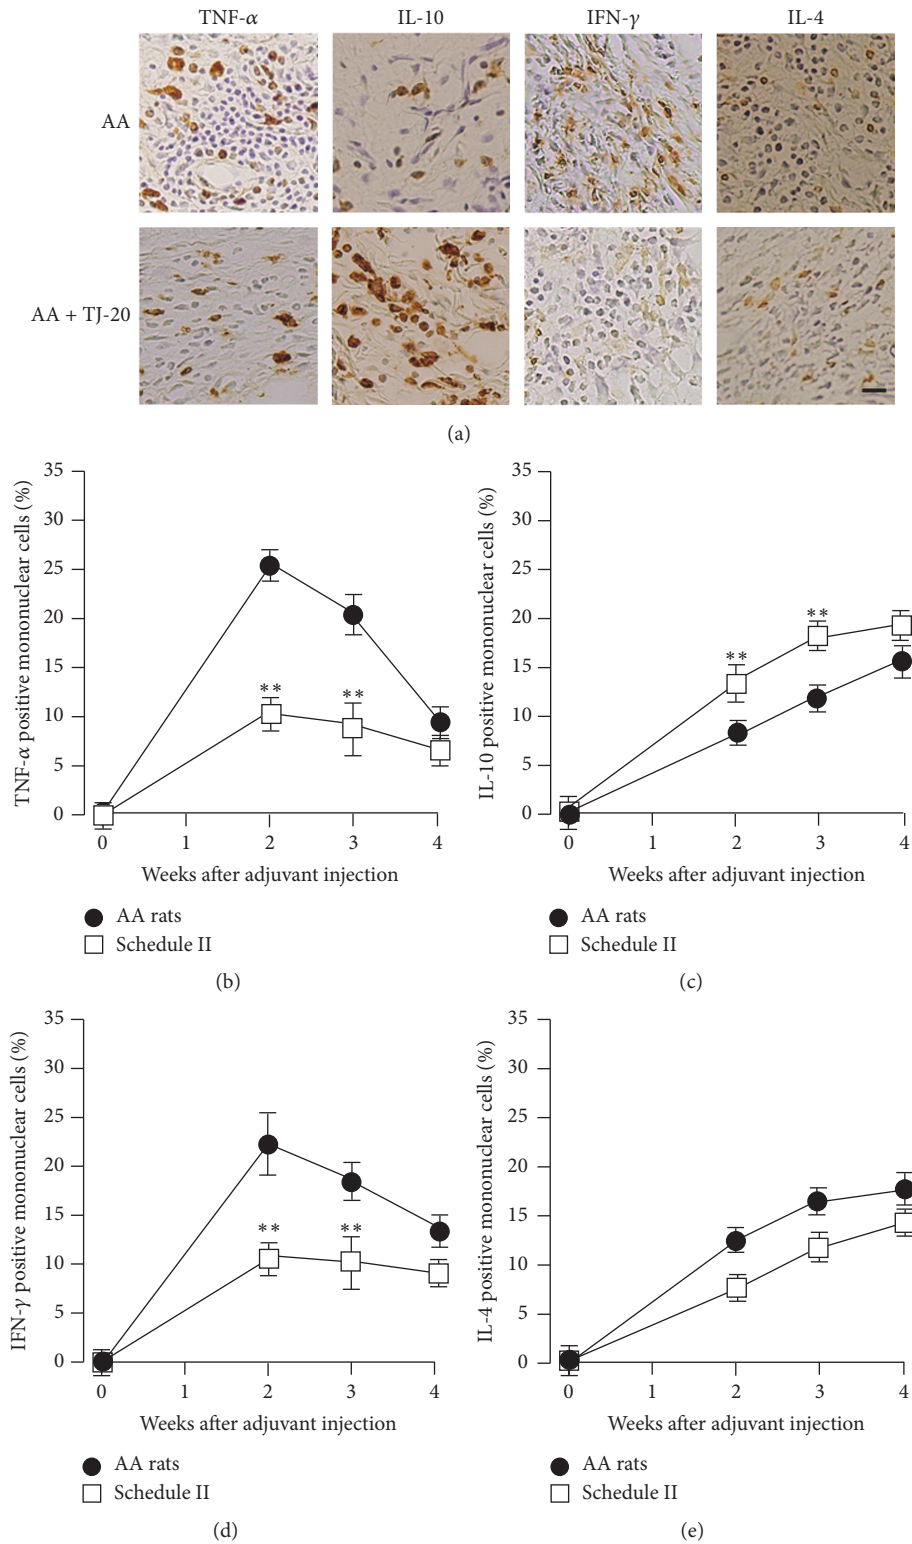 TNF-α IL-10 IFN-γ IL-4
AA
AA + TJ-20
(a)
TNF-α positive mononuclear cells (%)
35
30
25
20
15
10
5
0
** **
0 1 2 3 4
Weeks after adjuvant injection
AA rats
Schedule II
(b)
IL-10 positive mononuclear cells (%)
35
30
25
20
15
10
5
0
**
**
0 1 2 3 4
Weeks after adjuvant injection
AA rats
Schedule II
(c)
IFN-γ positive mononuclear cells (%)
35
30
25
20
15
10
5
0
** **
0 1 2 3 4
Weeks after adjuvant injection
AA rats
Schedule II
(d)
IL-4 positive mononuclear cells (%)
35
30
25
20
15
10
5
0
0 1 2 3 4
Weeks after adjuvant injection
AA rats
Schedule II
(e)